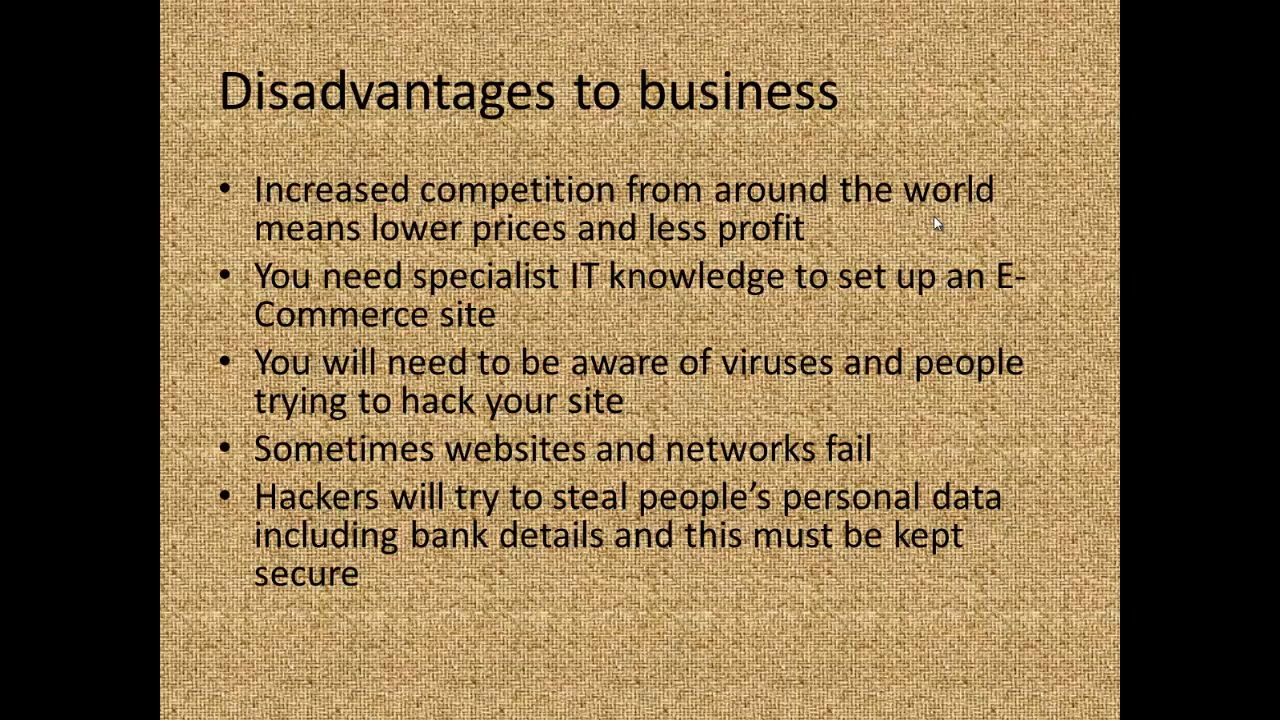 Disadvantages to business
• Increased competition from around the world
means lower prices and less profit
• You need specialist IT knowledge to set up an E-
Commerce site
• You will need to be aware of viruses and people
trying to hack your site
• Sometimes websites and networks fail
• Hackers will try to steal people’s personal data
including bank details and this must be kept
secure